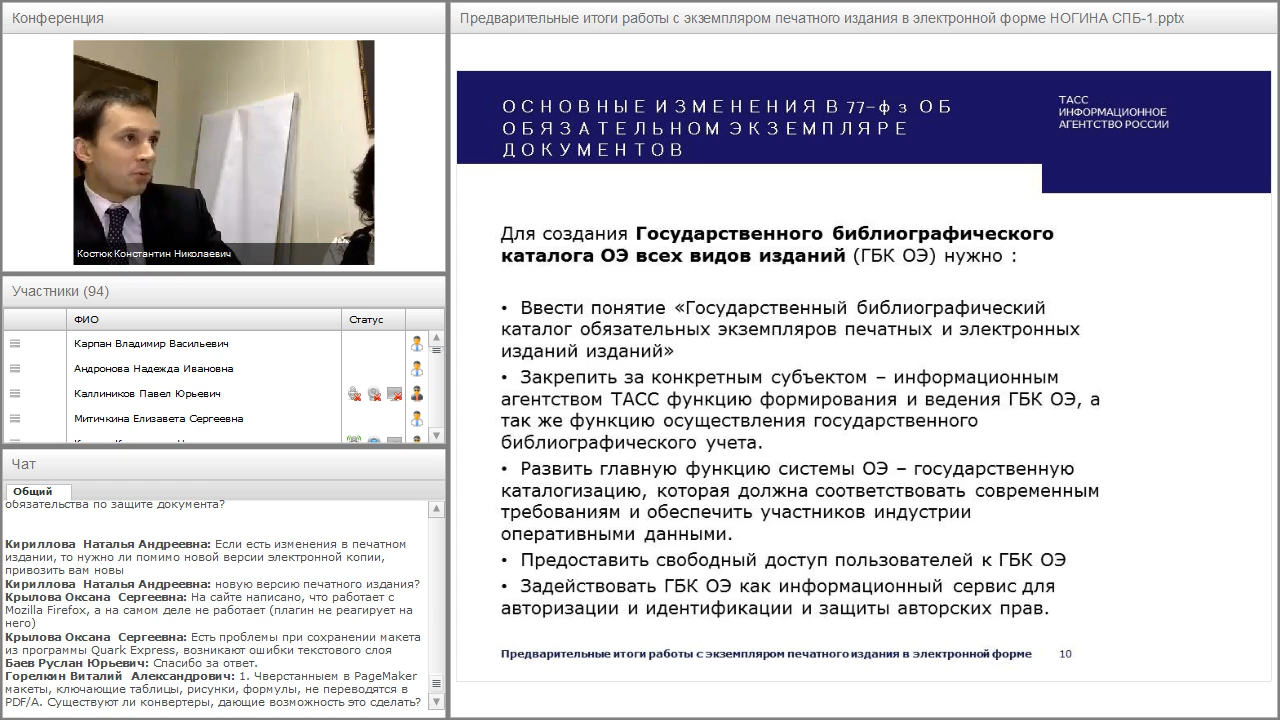 Конференция
Костюк Константин Николаевич
Участники (94)
ФИО
Статус
Карпан Владимир Васильевич
Андронова Надежда Ивановна
Каллиников Павел Юрьевич
Митичкина Елизавета Сергеевна
Чат
Общий
обязательства по защите документа?
Кириллова Наталья Андреевна: Если есть изменения в печатном
издании, то нужно ли помимо новой версии электронной копии,
привозить вам новы
Кириллова Наталья Андреевна: новую версию печатного издания?
Крылова Оксана Сергеевна: На сайте написано, что работает с
Mozilla Firefox, а на самом деле не работает (плагин не реагирует на
него)
Крылова Оксана Сергеевна: Есть проблемы при сохранении макета
из программы Quark Express, возникают ошибки текстового слоя
Баев Руслан Юрьевич: Спасибо за ответ.
Горелкин Виталий Александрович: 1. Чверстанныем в PageMaker
макеты, ключающие таблицы, рисунки, формулы, не переводятся в
PDF/A. Существуют ли конвертеры, дающие возможность это сделать?
Предварительные итоги работы с экземпляром печатного издания в электронной форме НОГИНА СПБ-1.pptx
ОСНОВНЫЕ ИЗМЕНЕНИЯ В 77-фз ОБ
ОБЯЗАТЕЛЬНОМ ЭКЗЕМПЛЯРЕ
ДОКУМЕНТОВ
ТАСС
ИНФОРМАЦИОННОЕ
АГЕНТСТВО РОССИИ
Для создания Государственного библиографического
каталога ОЭ всех видов изданий (ГБК ОЭ) нужно :
• Ввести понятие «Государственный библиографический
каталог обязательных экземпляров печатных и электронных
изданий изданий»
• Закрепить за конкретным субъектом – информационным
агентством ТАСС функцию формирования и ведения ГБК ОЭ, а
так же функцию осуществления государственного
библиографического учета.
• Развить главную функцию системы ОЭ – государственную
каталогизацию, которая должна соответствовать современным
требованиям и обеспечить участников индустрии
оперативными данными.
• Предоставить свободный доступ пользователей к ГБК ОЭ
• Задействовать ГБК ОЭ как информационный сервис для
авторизации и идентификации и защиты авторских прав.
Предварительные итоги работы с экземпляром печатного издания в электронной форме 10